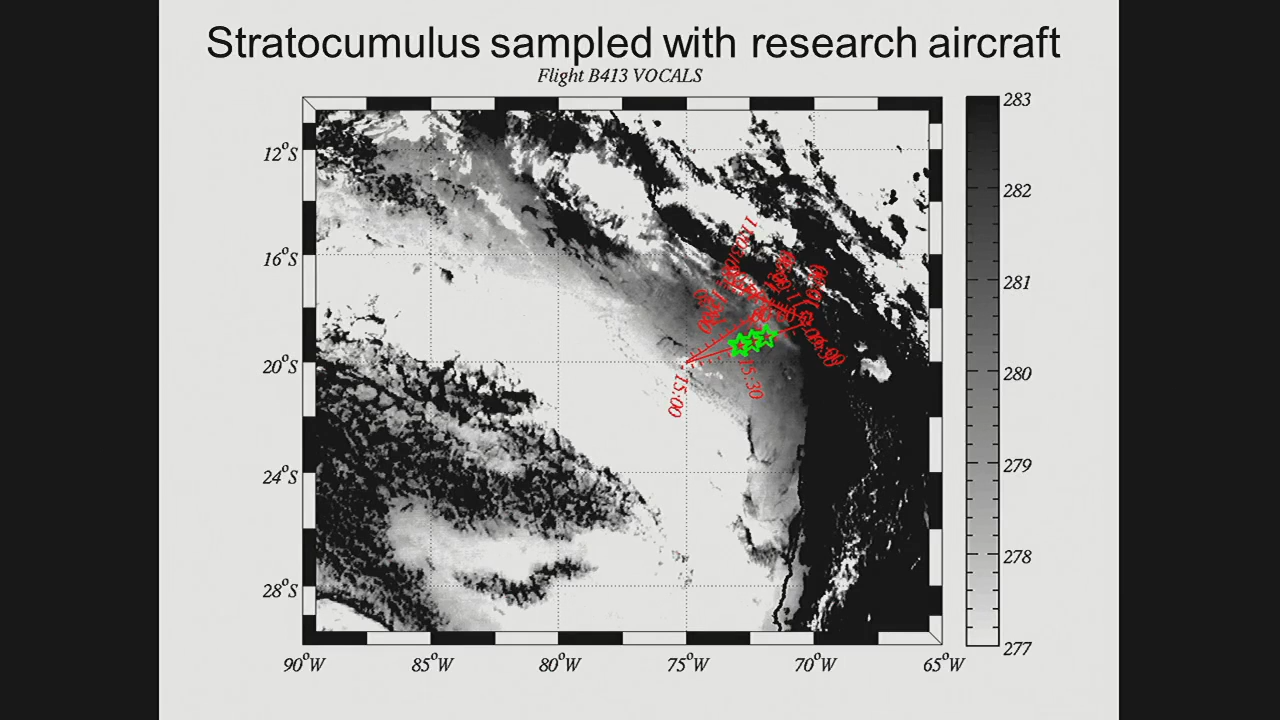 Stratocumulus sampled with research aircraft
Flight B413 VOCALS
283
12°S
282
16°S
281
20°S
280
15:00
15:30
24°S
279
278
28°S
277
90°W
85°W
80°W
75°W
70°W
65°W